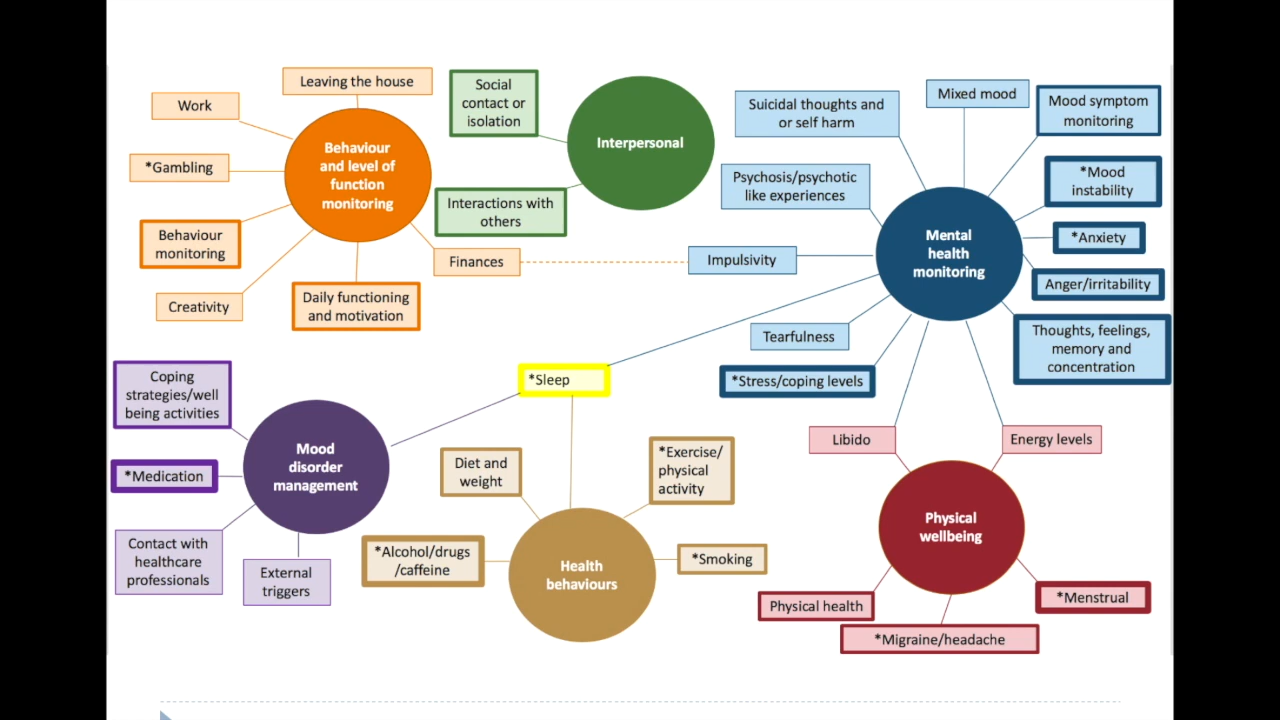 Leaving the house
Work
*Gambling
Behaviour
and level of
function
monitoring
Behaviour
monitoring
Creativity
Daily functioning
and motivation
Finances
Social
contact or
isolation
Interpersonal
Interactions with
others
Suicidal thoughts and
or self harm
Mixed mood
Mood symptom
monitoring
Psychosis/psychotic
like experiences
*Mood
instability
Mental
health
monitoring
*Anxiety
Impulsivity
Anger/irritability
Tearfulness
Thoughts, feelings,
memory and
concentration
*Stress/coping levels
*Sleep
Coping
strategies/well
being activities
Mood
disorder
management
*Medication
Contact with
healthcare
professionals
External
triggers
Diet and
weight
*Exercise/
physical
activity
*Alcohol/drugs
/caffeine
Health
behaviours
*Smoking
Libido
Energy levels
Physical
wellbeing
Physical health
*Menstrual
*Migraine/headache